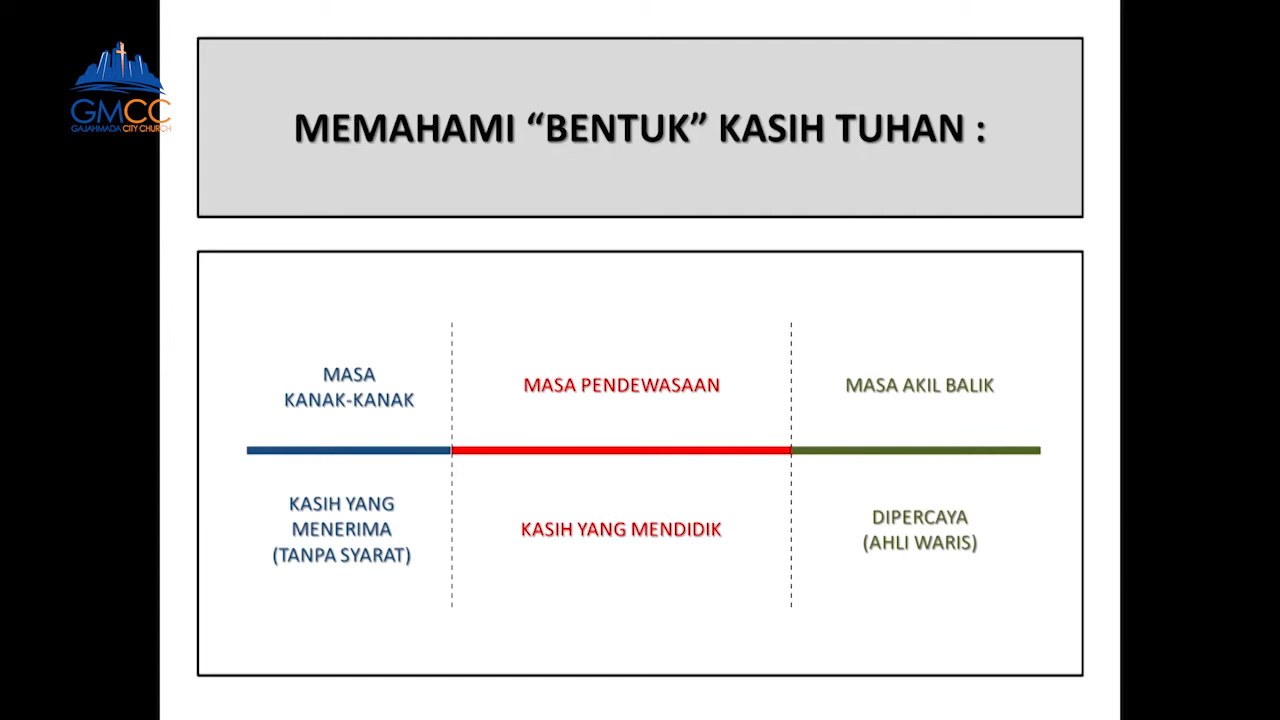 GMCC
GAJAHMADA CITY CHURCH
MEMAHAMI “BENTUK” KASIH TUHAN :
MASA
KANAK-KANAK
MASA PENDEWASAAN
MASA AKIL BALIK
KASIH YANG
MENERIMA
(TANPA SYARAT)
KASIH YANG MENDIDIK
DIPERCAYA
(AHLI WARIS)